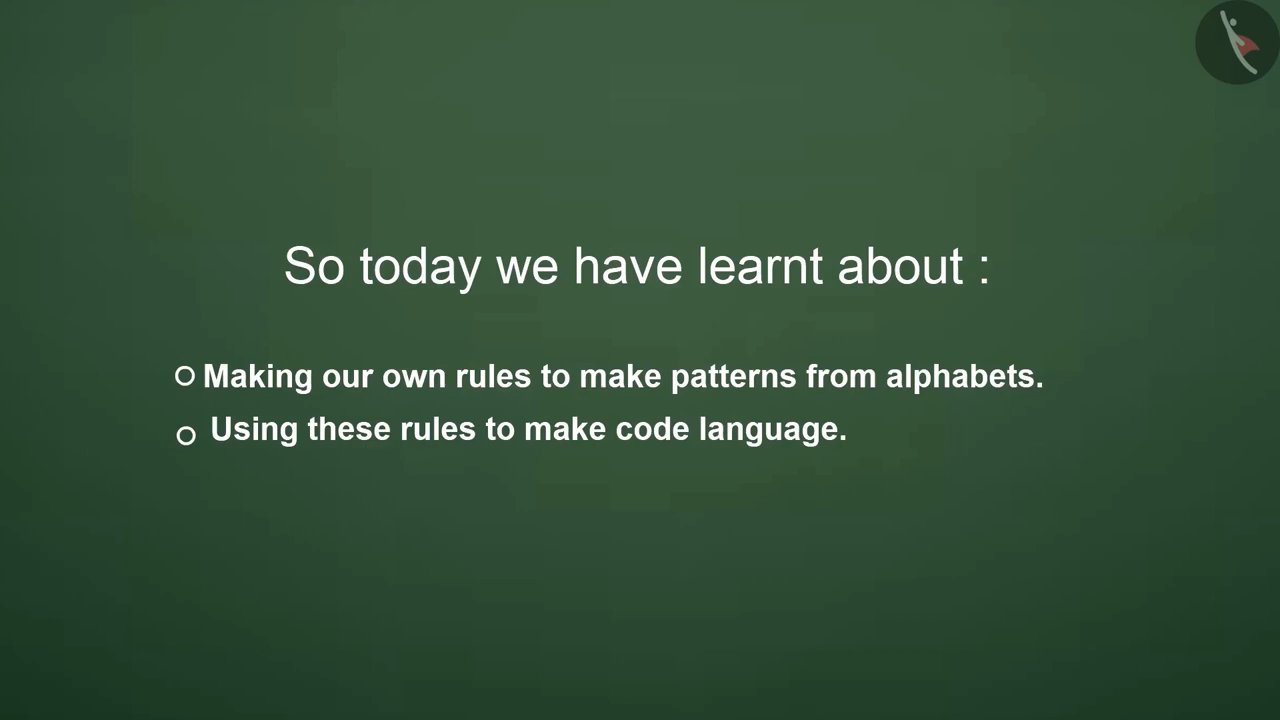 So today we have learnt about :
Making our own rules to make patterns from alphabets.
Using these rules to make code language.